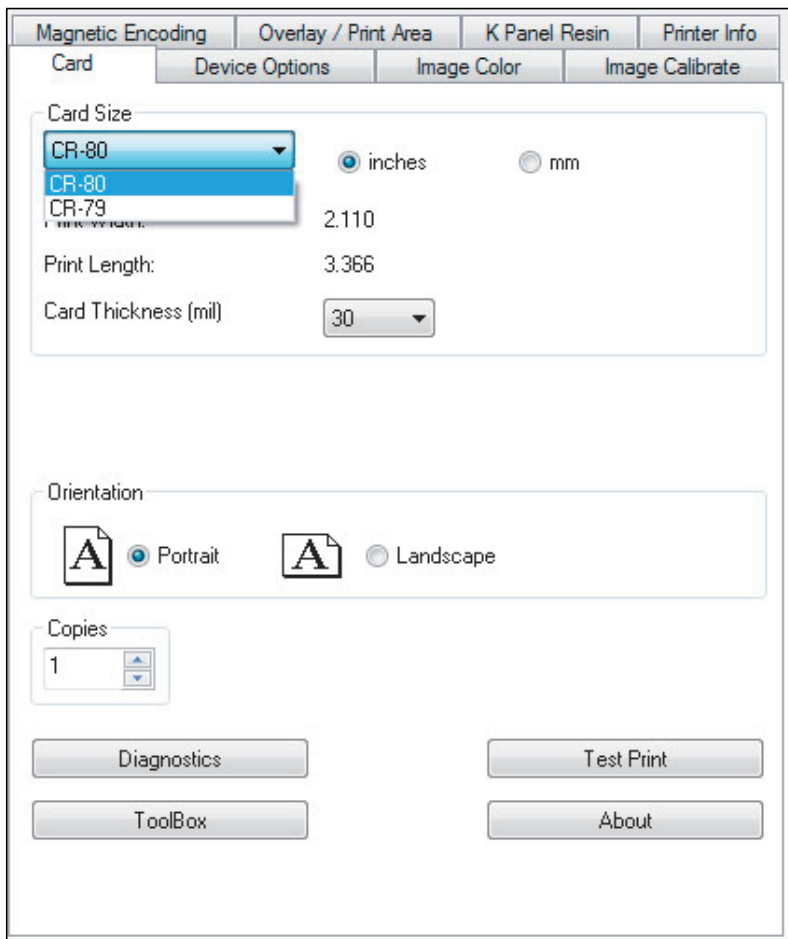 Magnetic Encoding Overlay / Print Area K Panel Resin Printer Info
Card Device Options Image Color Image Calibrate
Card Size
CR-80 inches mm
CR-80
CR-79
2.110
Print Length: 3.366
Card Thickness (mil) 30
Orientation
A Portrait A Landscape
Copies
1
Diagnostics Test Print
ToolBox About